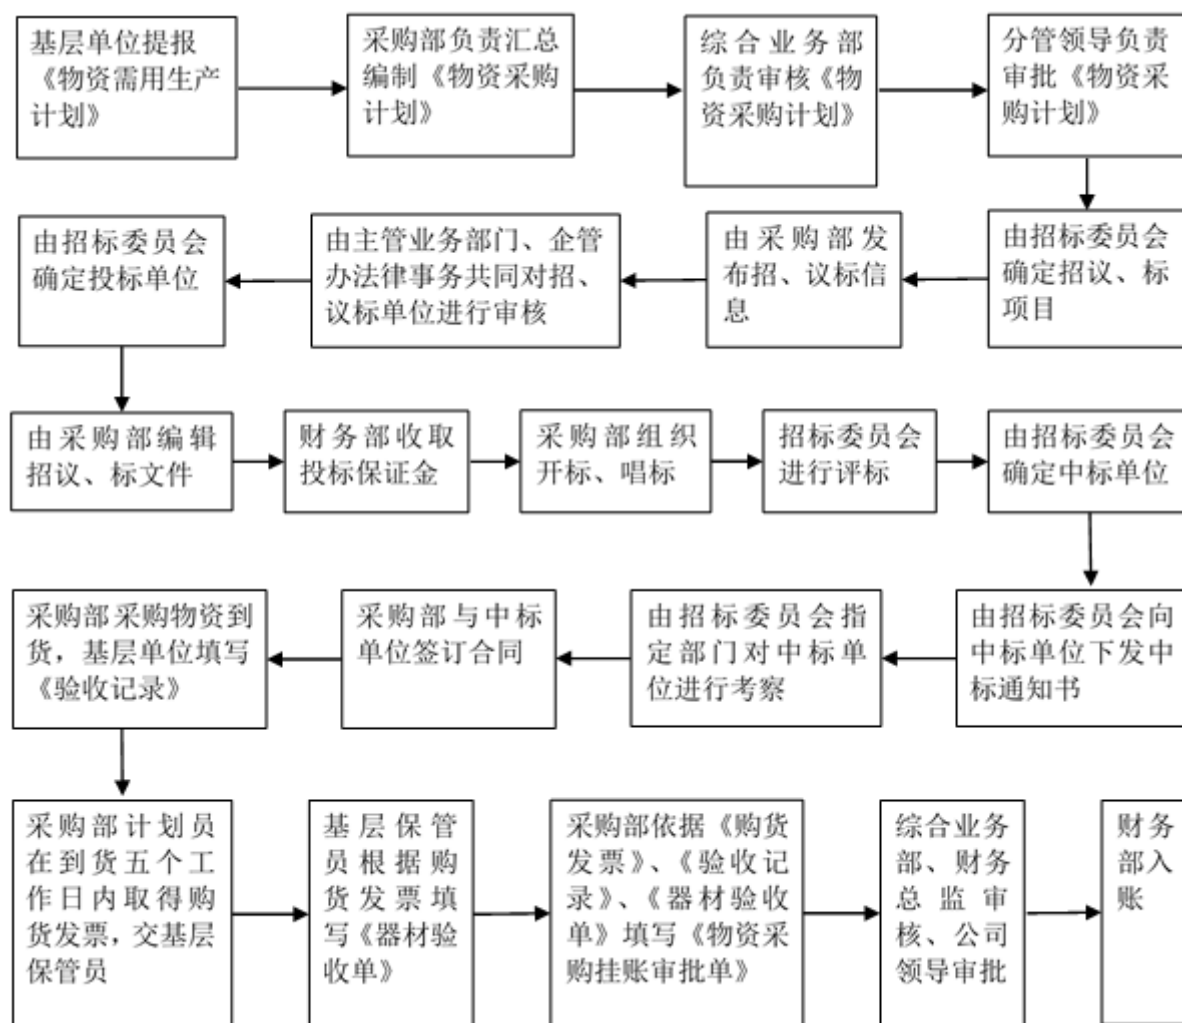 基层单位提报
《物资需用生产
计划》
采购部负责汇总
编制《物资采购
计划》
综合业务部
负责审核《物
资采购计划》
分管领导负责
审批《物资采
购计划》
由招标委员会
确定招议、标
项目
由采购部发
布招、议标信
息
由主管业务部门、企管
办法律事务共同对招、
议标单位进行审核
由招标委员会
确定投标单位
由采购部编辑
招议、标文件
财务部收取
投标保证金
采购部组织
开标、唱标
招标委员会
进行评标
由招标委员会
确定中标单位
由招标委员会向
中标单位下发中
标通知书
由招标委员会指
定部门对中标单
位进行考察
采购部与中标
单位签订合同
采购部采购物资到
货，基层单位填写
《验收记录》
采购部计划员
在到货五个工
作日内取得购
货发票，交基层
保管员
基层保管
员根据购
货发票填
写《器材验
收单》
采购部依据《购货
发票》、《验收记
录》、《器材验收
单》填写《物资采
购挂账审批单》
综合业务
部、财务
总监审
核、公司
领导审批
财务
部入
账